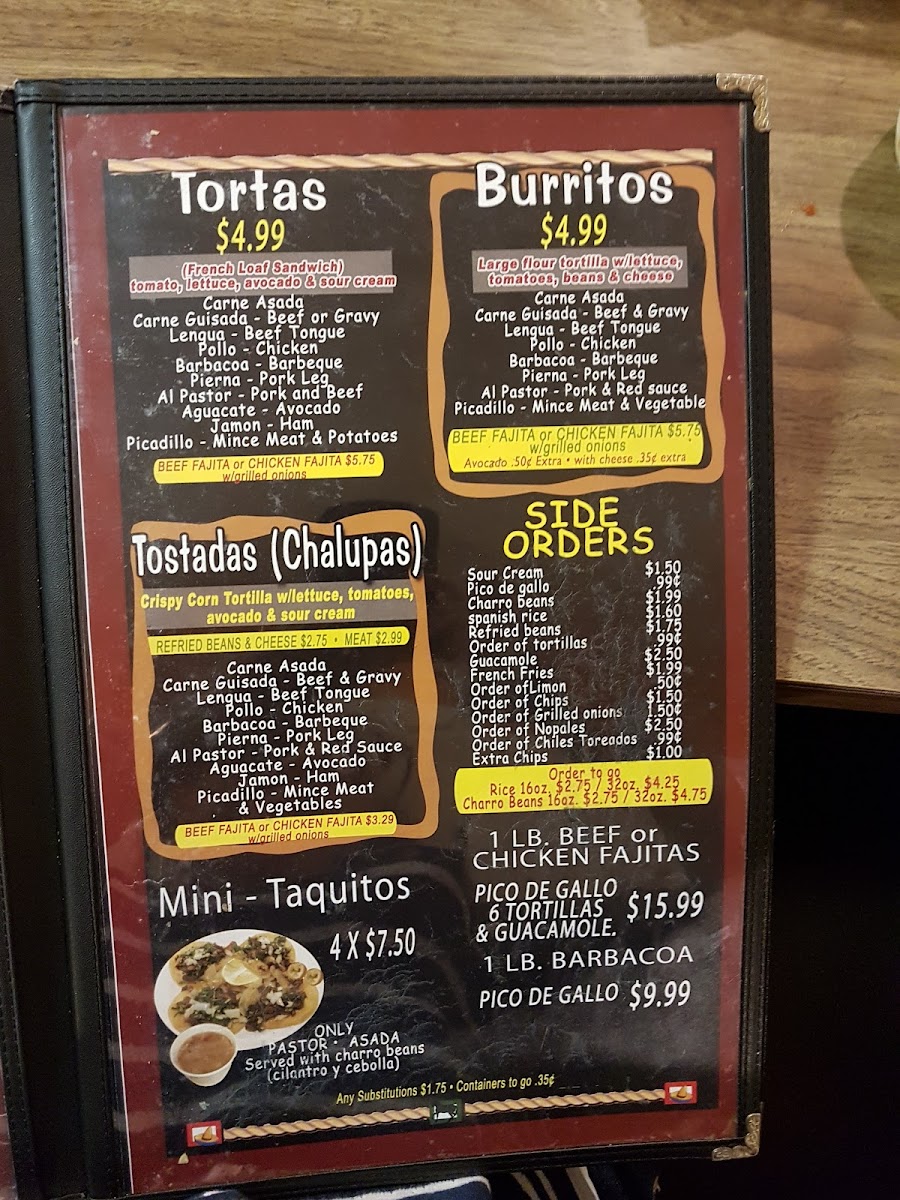 Tortas
$4.99
(French Loaf Sandwich)
tomato, lettuce, avocado & sour cream
Carne Asada
Carne Guisada - Beef or Gravy
Lengua - Beef Tongue
Pollo - Chicken
Barbacoa - Barbeque
Pierna - Pork Leg
Al Pastor - Pork and Beef
Aguacate - Avocado
Jamon - Ham
Picadillo - Mince Meat & Potatoes
BEEF FAJITA or CHICKEN FAJITA $5.75
w/grilled onions
Burritos
$4.99
Large flour tortilla w/lettuce,
tomatoes, beans & cheese
Carne Asada
Carne Guisada - Beef & Gravy
Lengua - Beef Tongue
Pollo - Chicken
Barbacoa - Barbeque
Pierna - Pork Leg
Al Pastor - Pork & Red sauce
Picadillo - Mince Meat & Vegetable
BEEF FAJITA or CHICKEN FAJITA $5.75
w/grilled onions
Avocado .50¢ Extra • with cheese .35¢ extra
Tostadas (Chalupas)
Crispy Corn Tortilla w/lettuce, tomatoes,
avocado & sour cream
REFRIED BEANS & CHEESE $2.75 • MEAT $2.99
Carne Asada
Carne Guisada - Beef & Gravy
Lengua - Beef Tongue
Pollo - Chicken
Barbacoa - Barbeque
Pierna - Pork Leg
Al Pastor - Pork & Red Sauce
Aguacate - Avocado
Jamon - Ham
Picadillo - Mince Meat
& Vegetables
BEEF FAJITA or CHICKEN FAJITA $3.29
w/grilled onions
SIDE
ORDERS
Sour Cream $1.50
Pico de gallo 99¢
Charro beans $1.99
spanish rice $1.60
Refried beans $1.75
Order of tortillas 99¢
Guacamole $2.50
French Fries $1.99
Order ofLimon 50¢
Order of Chips $1.50
Order of Grilled onions 1.50¢
Order of Nopales $2.50
Order of Chiles Toreados 99¢
Extra Chips $1.00
Order to go
Rice 16oz. $2.75 / 32oz. $4.25
Charro Beans 16oz. $2.75 / 32oz. $4.75
Mini - Taquitos
4 X $7.50
ONLY
PASTOR • ASADA
Served with charro beans
(cilantro y cebolla)
1 LB. BEEF or
CHICKEN FAJITAS
PICO DE GALLO
6 TORTILLAS $15.99
& GUACAMOLE.
1 LB. BARBACOA
PICO DE GALLO $9.99
Any Substitutions $1.75 • Containers to go .35¢